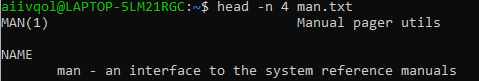 aiivqol@LAPTOP-5LM21RGC:~$ head -n 4 man.txt
MAN(1)                          Manual pager utils
NAME
       man - an interface to the system reference manuals